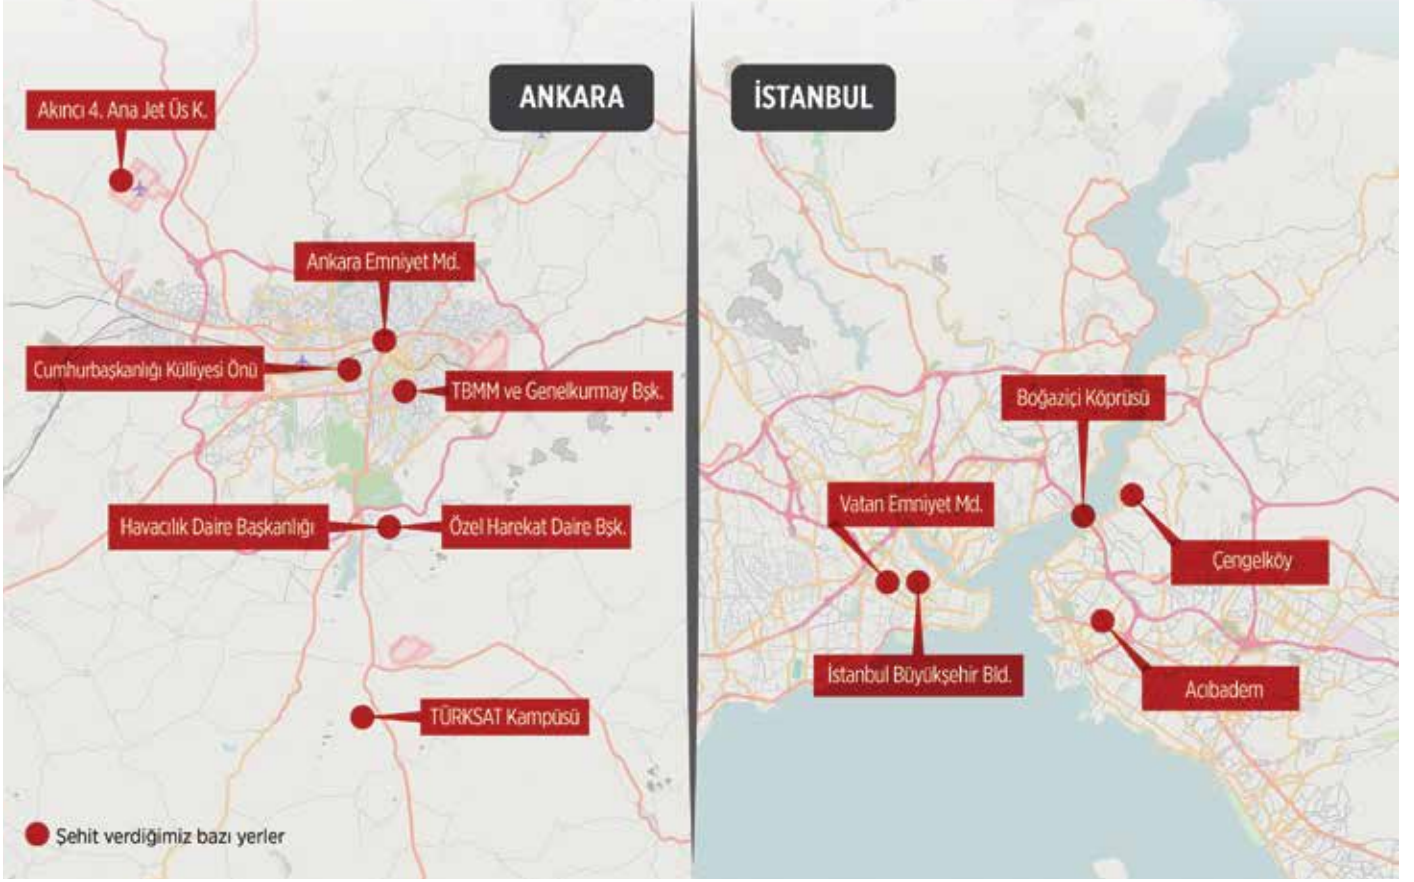 ANKARA
Akıncı 4. Ana Jet Üs K.
Ankara Emniyet Md.
Cumhurbaşkanlığı Külliyesi Önü
TBMM ve Genelkurmay Bşk.
Havacılık Daire Başkanlığı
Özel Harekat Daire Bşk.
TÜRKSAT Kampüsü
Şehit verdiğimiz bazı yerler
İSTANBUL
Boğaziçi Köprüsü
Vatan Emniyet Md.
Çengelköy
İstanbul Büyükşehir Bld.
Acıbadem